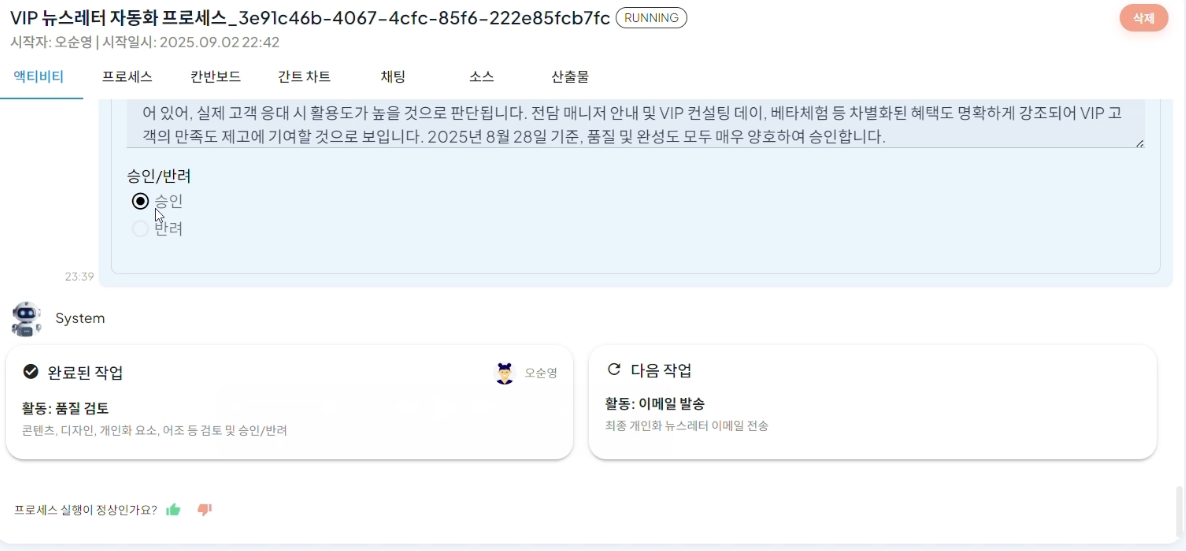 VIP 뉴스레터 자동화 프로세스_3e91c46b-4067-4cfc-85f6-222e85fcb7fc RUNNING 삭제
시작자: 오순영 | 시작일시: 2025.09.02 22:42
액티비티 프로세스 칸반보드 간트 차트 채팅 소스 산출물
어 있어, 실제 고객 응대 시 활용도가 높을 것으로 판단됩니다. 전담 매니저 안내 및 VIP 컨설팅 데이, 베타체험 등 차별화된 혜택도 명확하게 강조되어 VIP 고
객의 만족도 제고에 기여할 것으로 보입니다. 2025년 8월 28일 기준, 품질 및 완성도 모두 매우 양호하여 승인합니다.
승인/반려
승인
반려
23:39
System
완료된 작업 오순영
활동: 품질 검토
콘텐츠, 디자인, 개인화 요소, 어조 등 검토 및 승인/반려
다음 작업
활동: 이메일 발송
최종 개인화 뉴스레터 이메일 전송
프로세스 실행이 정상인가요?